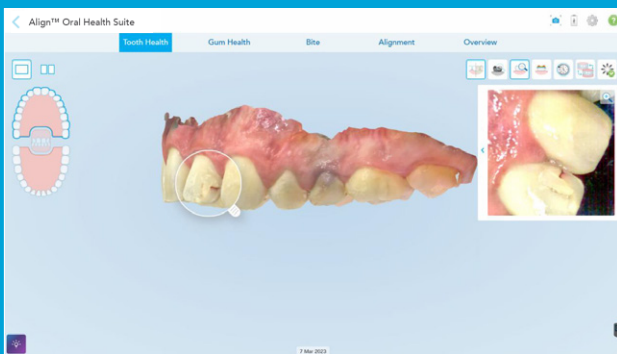 Align™ Oral Health Suite
Tooth Health Gum Health Bite Alignment Overview
7 Mar 2023